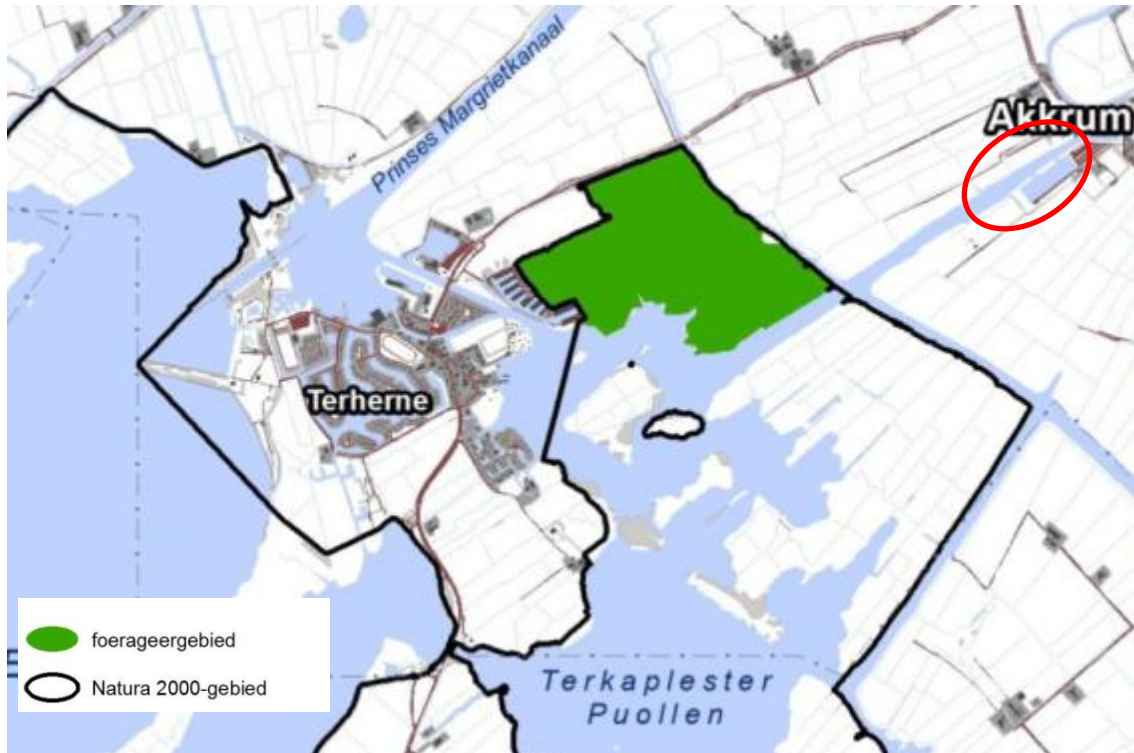 Prinses Margrietkanaal
Akkrum
Terherne
foerageergebied
Natura 2000-gebied
Terkaplester
Puollen